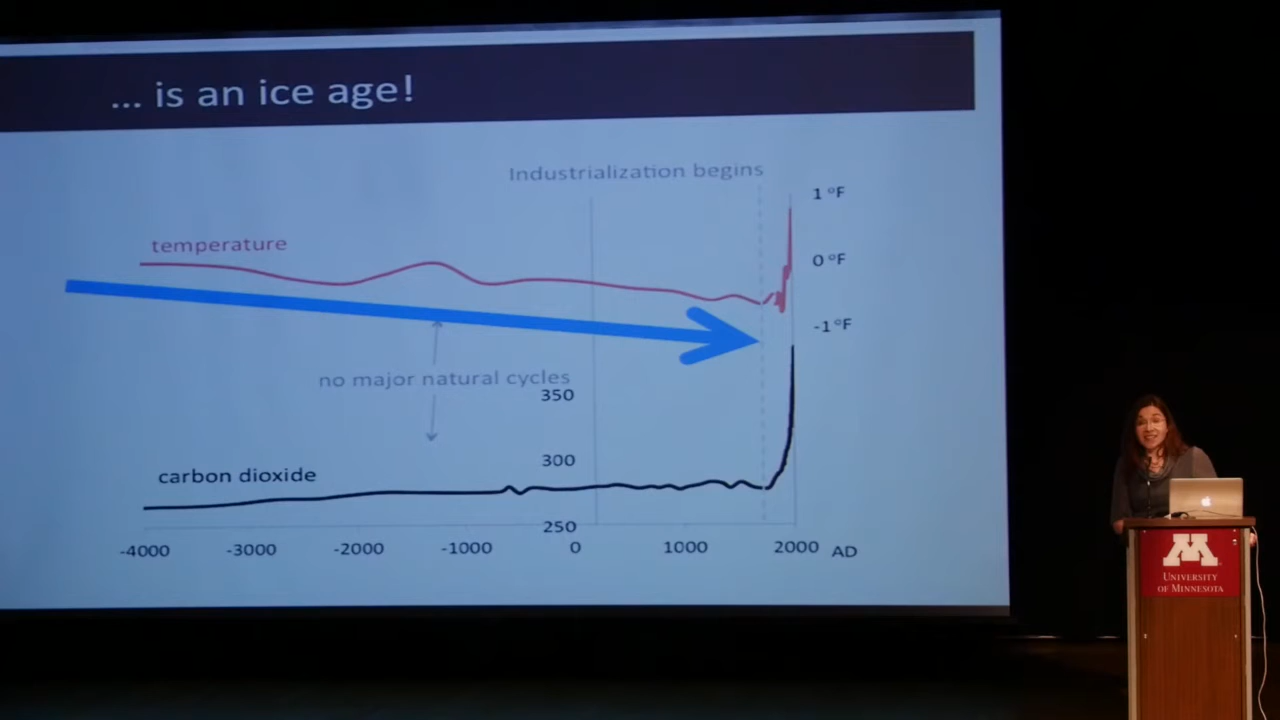 ... is an ice age!
Industrialization begins
1 °F
temperature
0 °F
-1 °F
no major natural cycles
350
300
carbon dioxide
250
-4000 -3000 -2000 -1000 0 1000 2000 AD
M
UNIVERSITY
OF MINNESOTA